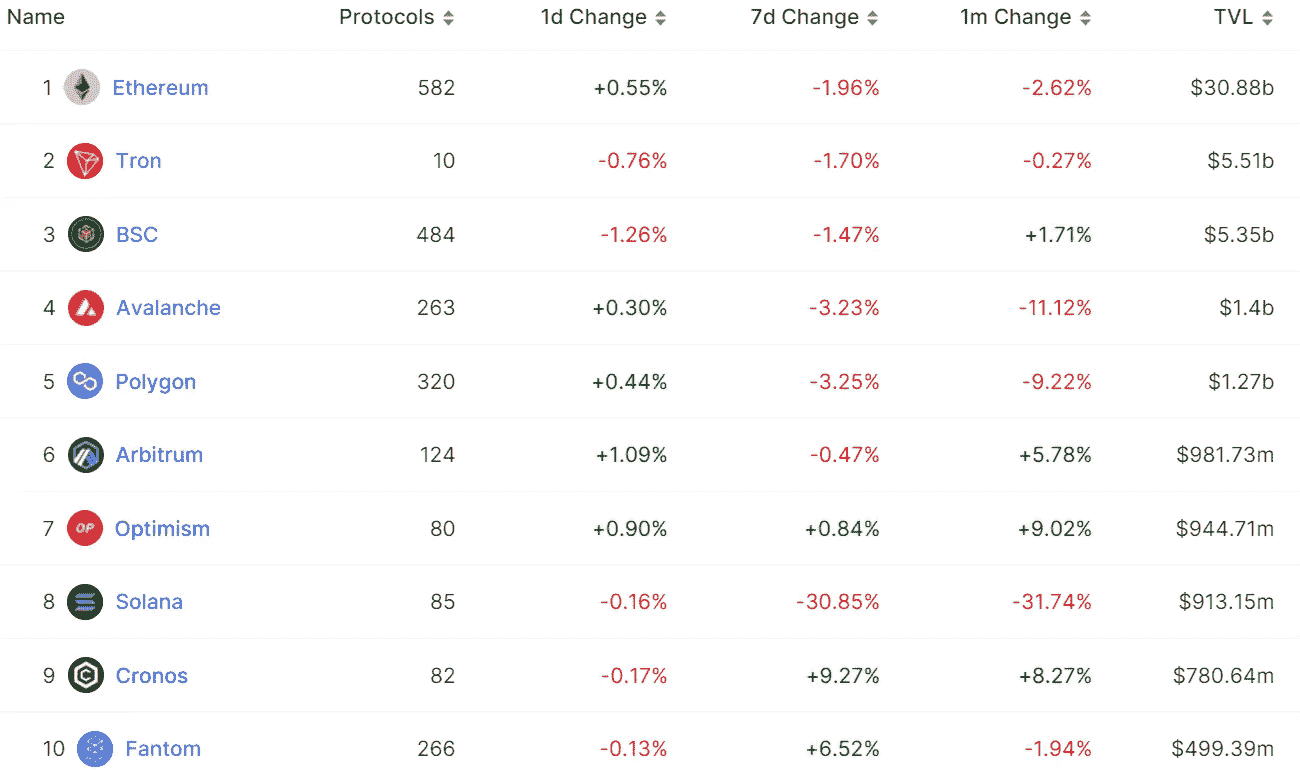 Name Protocols 1d Change 7d Change 1m Change TVL
1 Ethereum 582 +0.55% -1.96% -2.62% $30.88b
2 Tron 10 -0.76% -1.70% -0.27% $5.51b
3 BSC 484 -1.26% -1.47% +1.71% $5.35b
4 Avalanche 263 +0.30% -3.23% -11.12% $1.4b
5 Polygon 320 +0.44% -3.25% -9.22% $1.27b
6 Arbitrum 124 +1.09% -0.47% +5.78% $981.73m
7 OP Optimism 80 +0.90% +0.84% +9.02% $944.71m
8 Solana 85 -0.16% -30.85% -31.74% $913.15m
9 Cronos 82 -0.17% +9.27% +8.27% $780.64m
10 Fantom 266 -0.13% +6.52% -1.94% $499.39m